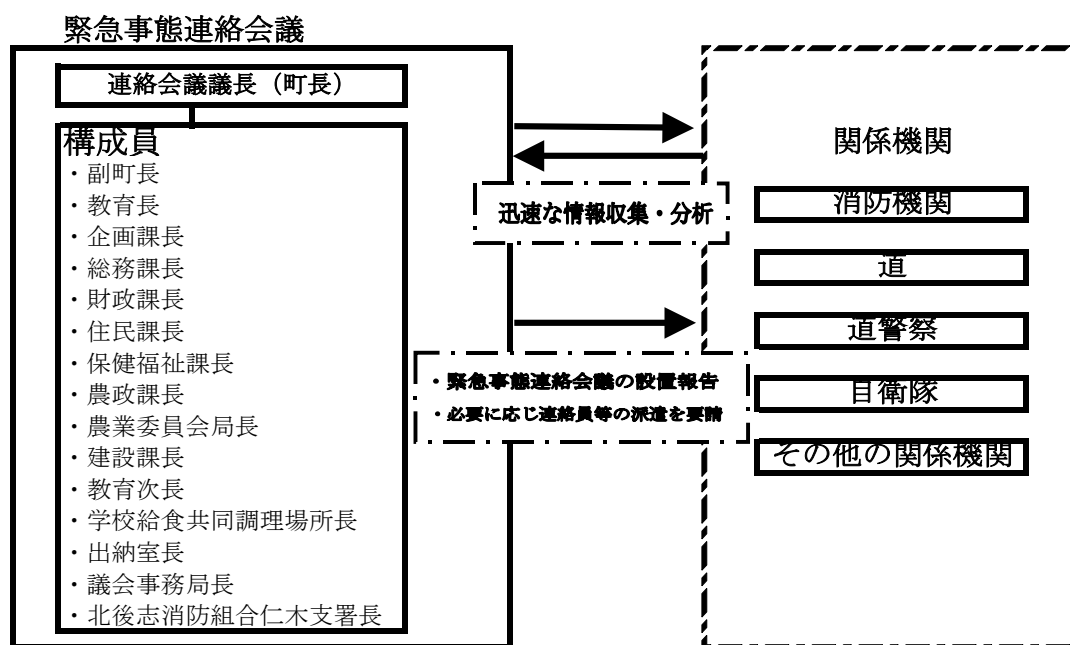 緊急事態連絡会議
連絡会議議長（町長）
構成員
・副町長
・教育長
・企画課長
・総務課長
・財政課長
・住民課長
・保健福祉課長
・農政課長
・農業委員会局長
・建設課長
・教育次長
・学校給食共同調理場所長
・出納室長
・議会事務局長
・北後志消防組合仁木支署長
迅速な情報収集・分析
・緊急事態連絡会議の設置報告
・必要に応じ連絡員等の派遣を要請
関係機関
消防機関
道
道警察
自衛隊
その他の関係機関